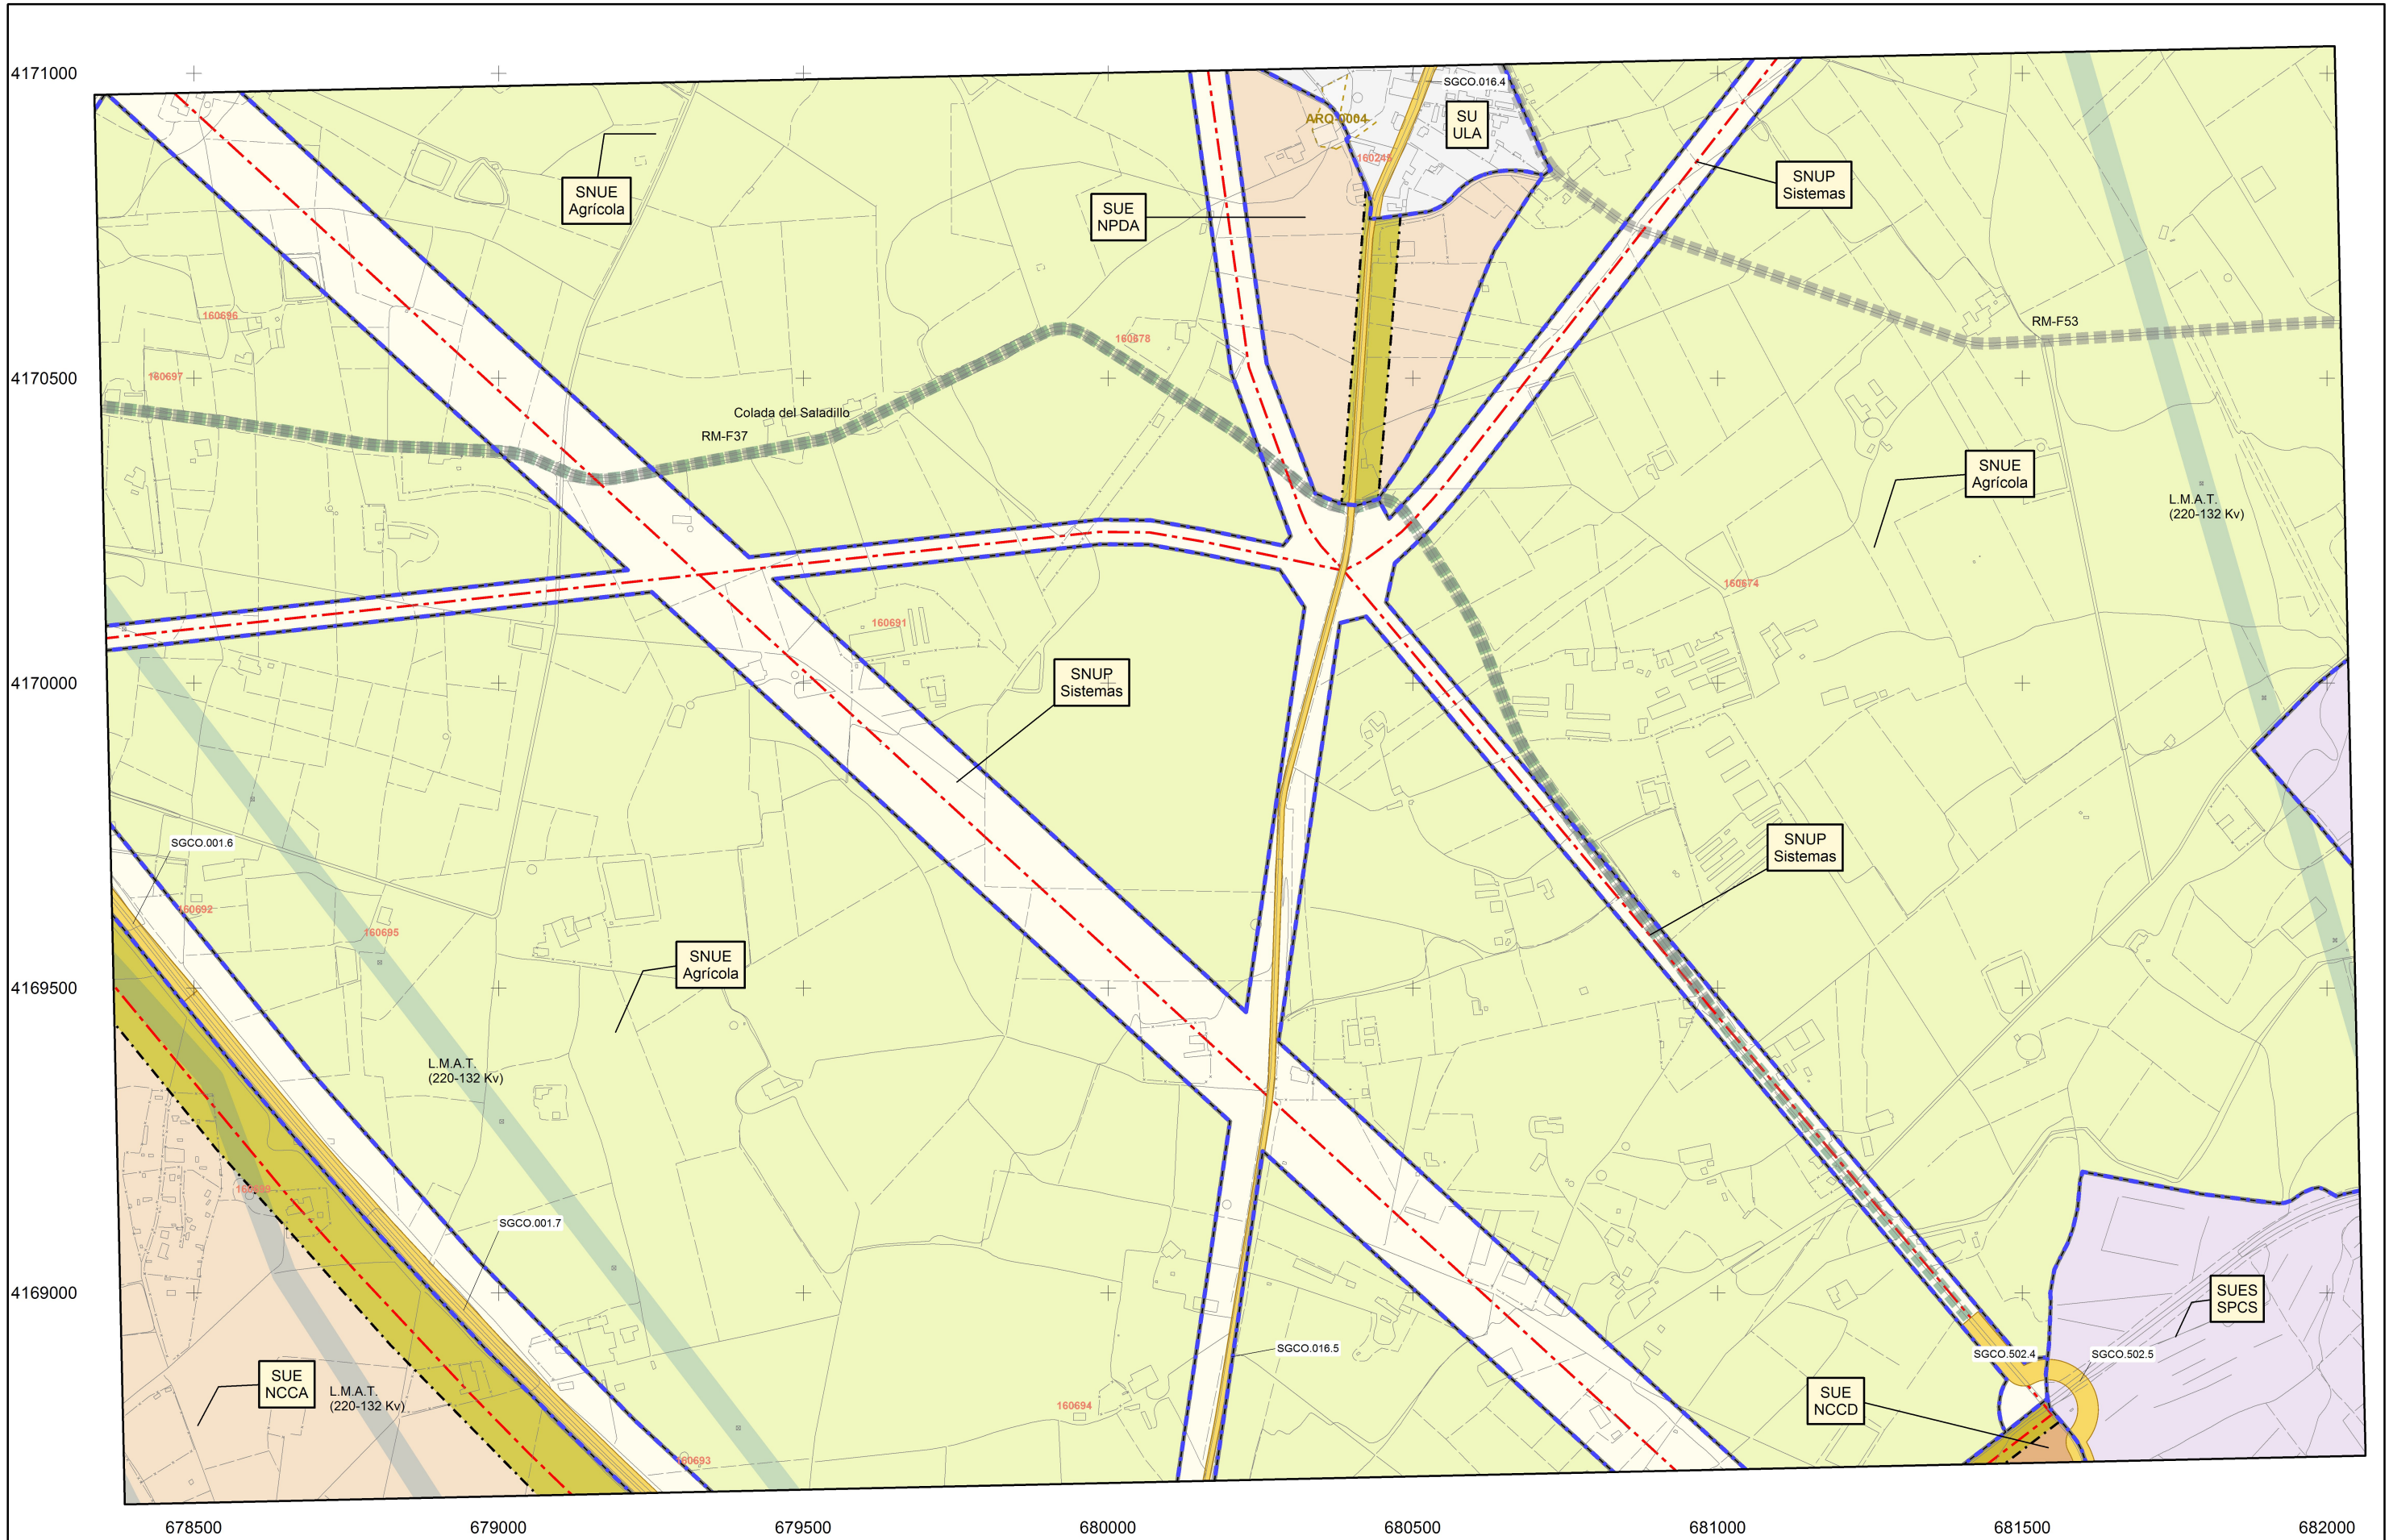 4171000
SGCO.016.4
ARQ-0004
SU
ULA
160245
SNUE
Agrícola
SUE
NPDA
SNUP
Sistemas
160696
160678
RM-F53
4170500
160697
Colada del Saladillo
RM-F37
SNUE
Agrícola
L.M.A.T.
(220-132 Kv)
160674
160691
4170000
SNUP
Sistemas
SGCO.001.6
SNUP
Sistemas
160692
160695
SNUE
Agrícola
4169500
L.M.A.T.
(220-132 Kv)
SGCO.001.7
4169000
SUES
SPCS
SGCO.016.5
SGCO.502.4
SGCO.502.5
SUE
NCCA
L.M.A.T.
(220-132 Kv)
SUE
NCCD
160694
160693
678500
679000
679500
680000
680500
681000
681500
682000